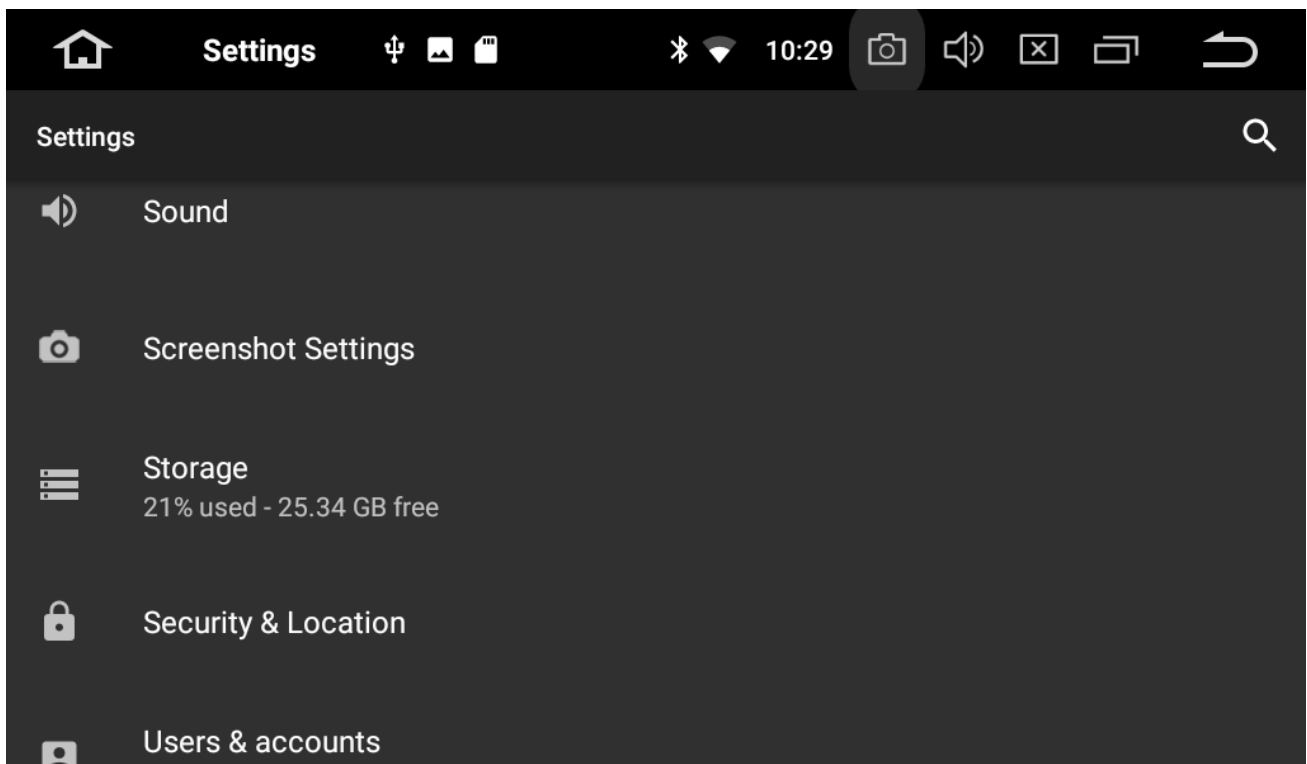 Settings
10:29
Settings
Sound
Screenshot Settings
Storage
21% used - 25.34 GB free
Security & Location
Users & accounts